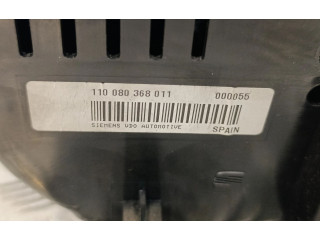 110 080 368 011 000055
SIEMENS VDO AUTOMOTIVE SPAIN